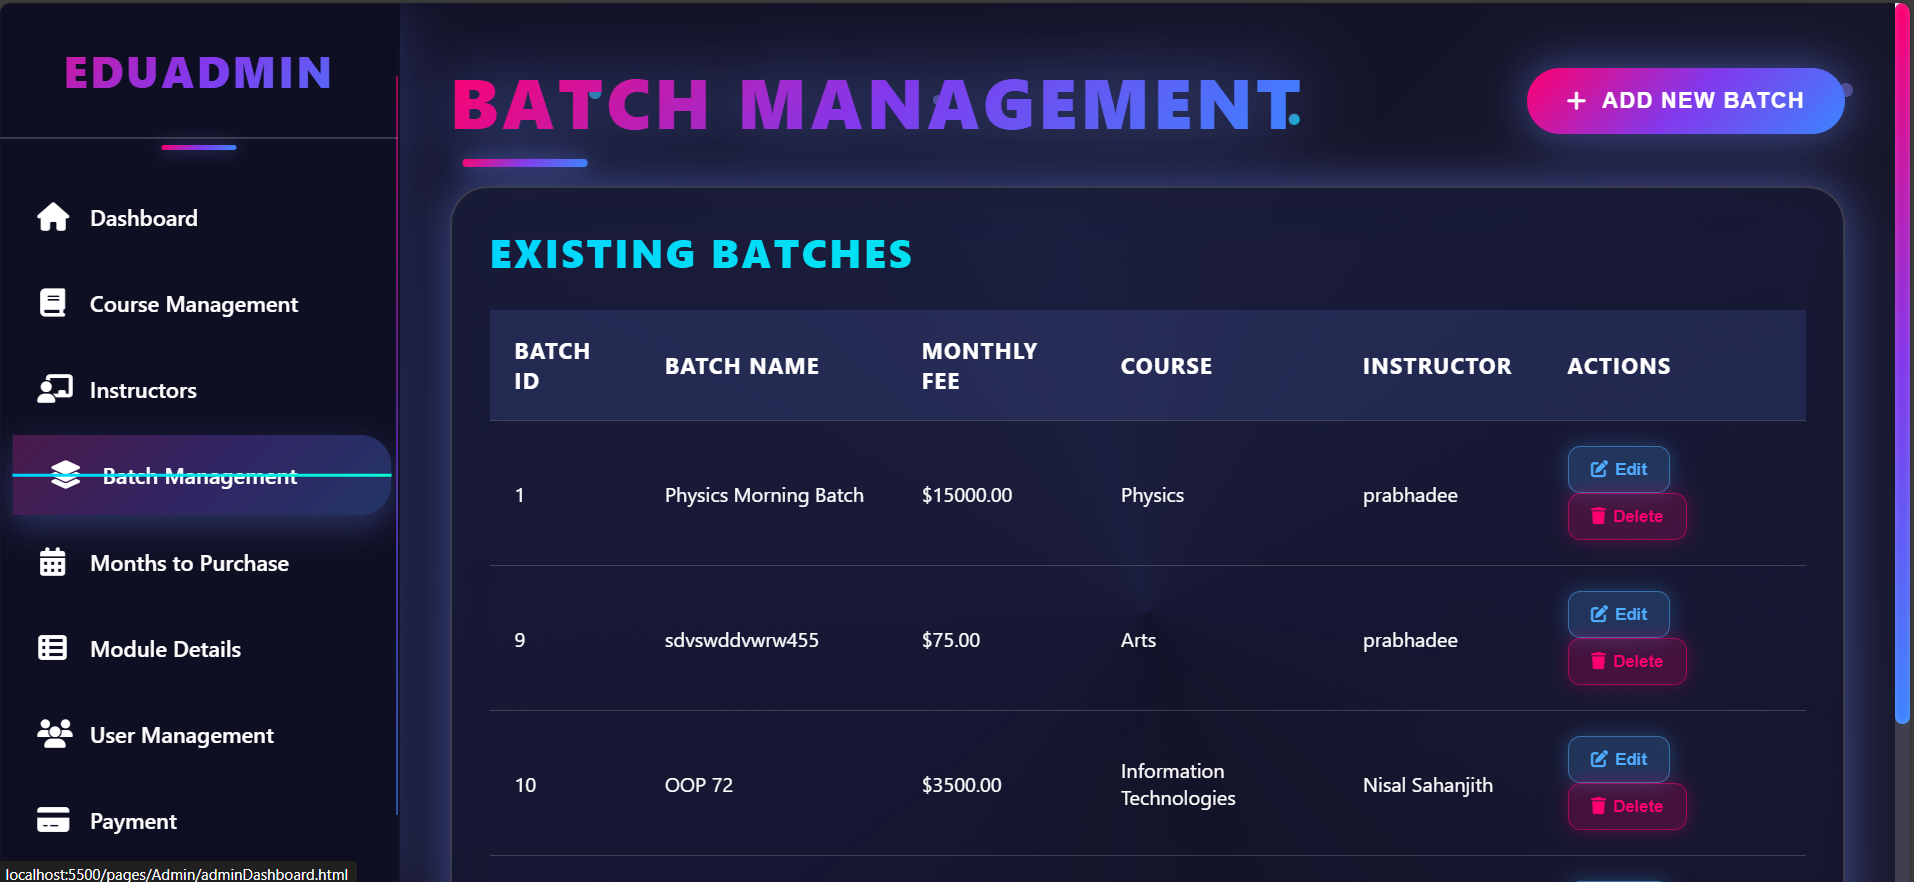 EDUADMIN
Dashboard
Course Management
Instructors
Batch Management
Months to Purchase
Module Details
User Management
Payment
localhost:5500/pages/Admin/adminDashboard.html
BATCH MANAGEMENT
+ ADD NEW BATCH
EXISTING BATCHES
BATCH ID BATCH NAME MONTHLY FEE COURSE INSTRUCTOR ACTIONS
1 Physics Morning Batch $15000.00 Physics prabhadee Edit
Delete
9 sdvswddvwrw455 $75.00 Arts prabhadee Edit
Delete
10 OOP 72 $3500.00 Information Technologies Nisal Sahanjith Edit
Delete